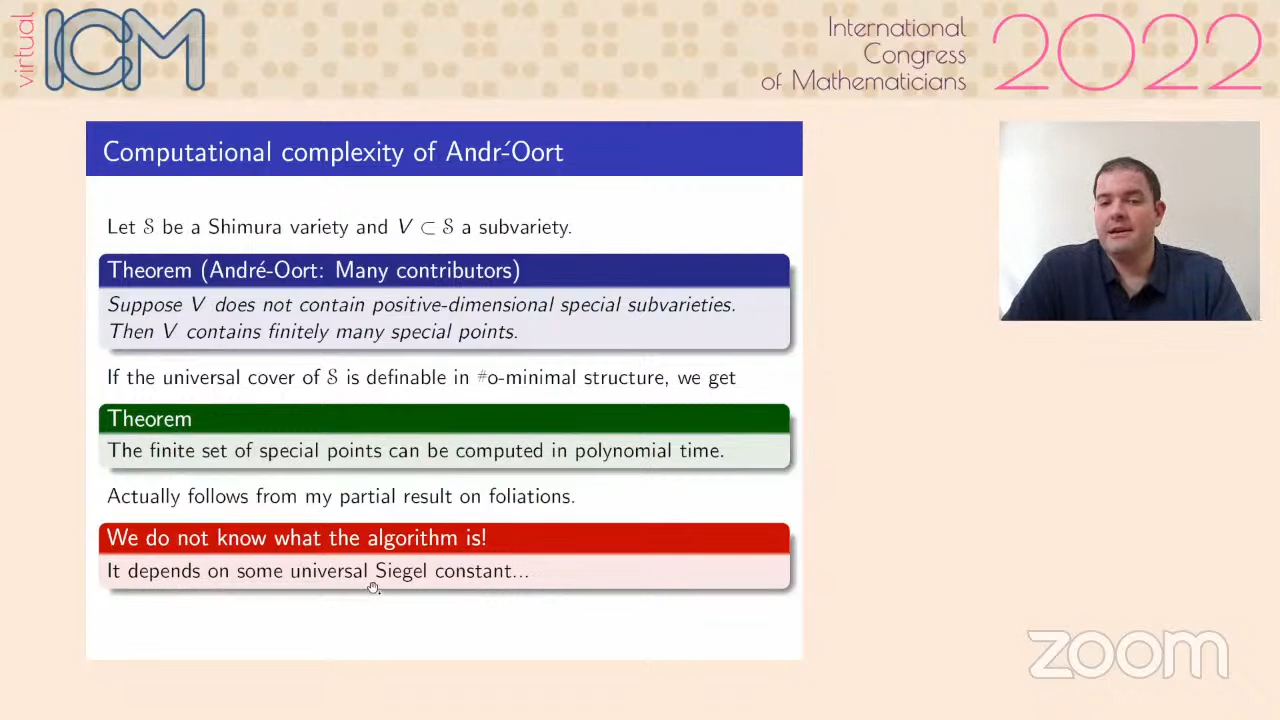 virtual ICM
International
Congress
of Mathematicians
2022
Computational complexity of Andr´-Oort
Let S be a Shimura variety and V ⊂ S a subvariety.
Theorem (André-Oort: Many contributors)
Suppose V does not contain positive-dimensional special subvarieties.
Then V contains finitely many special points.
If the universal cover of S is definable in #o-minimal structure, we get
Theorem
The finite set of special points can be computed in polynomial time.
Actually follows from my partial result on foliations.
We do not know what the algorithm is!
It depends on some universal Siegel constant...
zoom